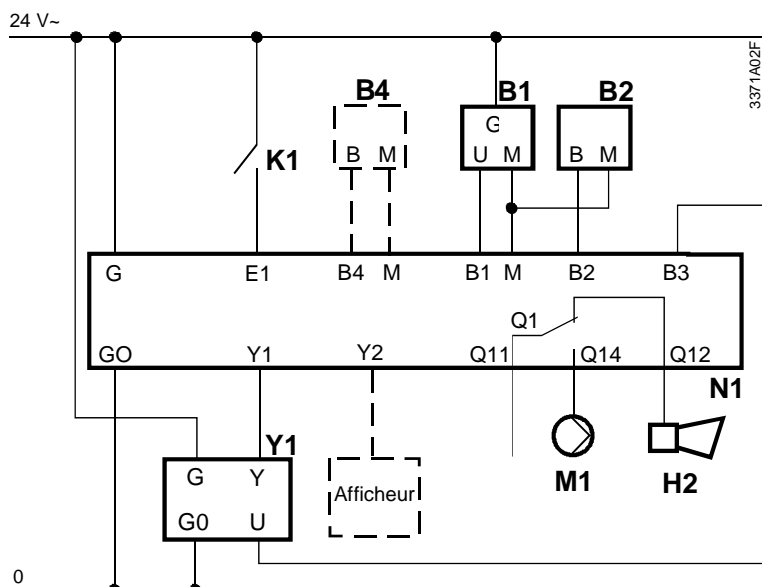 24 V~
3371A02F
B4
B1
B2
G
B M
U M
B M
K1
G E1 B4 M B1 M B2 B3
Q1
GO Y1 Y2 Q11 Q14 Q12
N1
Y1
G Y
Afficheur
M1
H2
G0 U
0